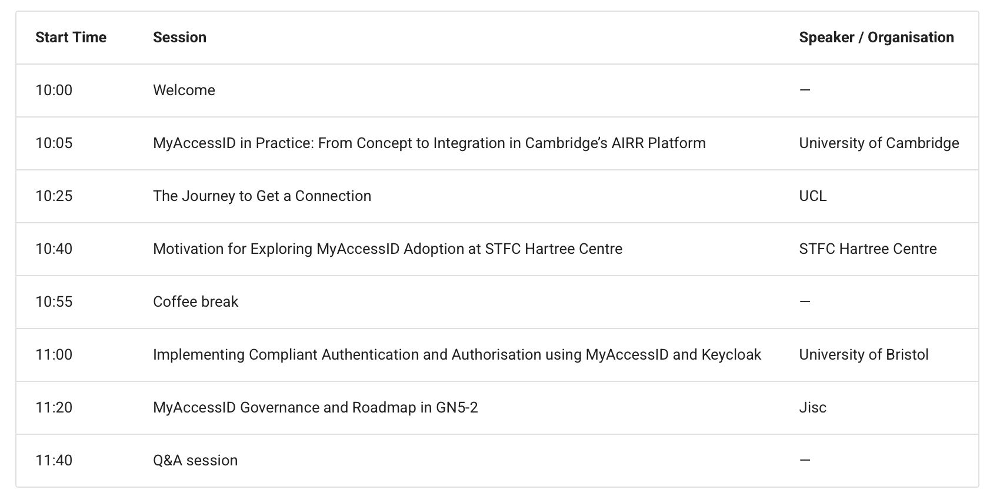 Start Time Session Speaker / Organisation
10:00 Welcome —
10:05 MyAccessID in Practice: From Concept to Integration in Cambridge’s AIRR Platform University of Cambridge
10:25 The Journey to Get a Connection UCL
10:40 Motivation for Exploring MyAccessID Adoption at STFC Hartree Centre STFC Hartree Centre
10:55 Coffee break —
11:00 Implementing Compliant Authentication and Authorisation using MyAccessID and Keycloak University of Bristol
11:20 MyAccessID Governance and Roadmap in GN5-2 Jisc
11:40 Q&A session —